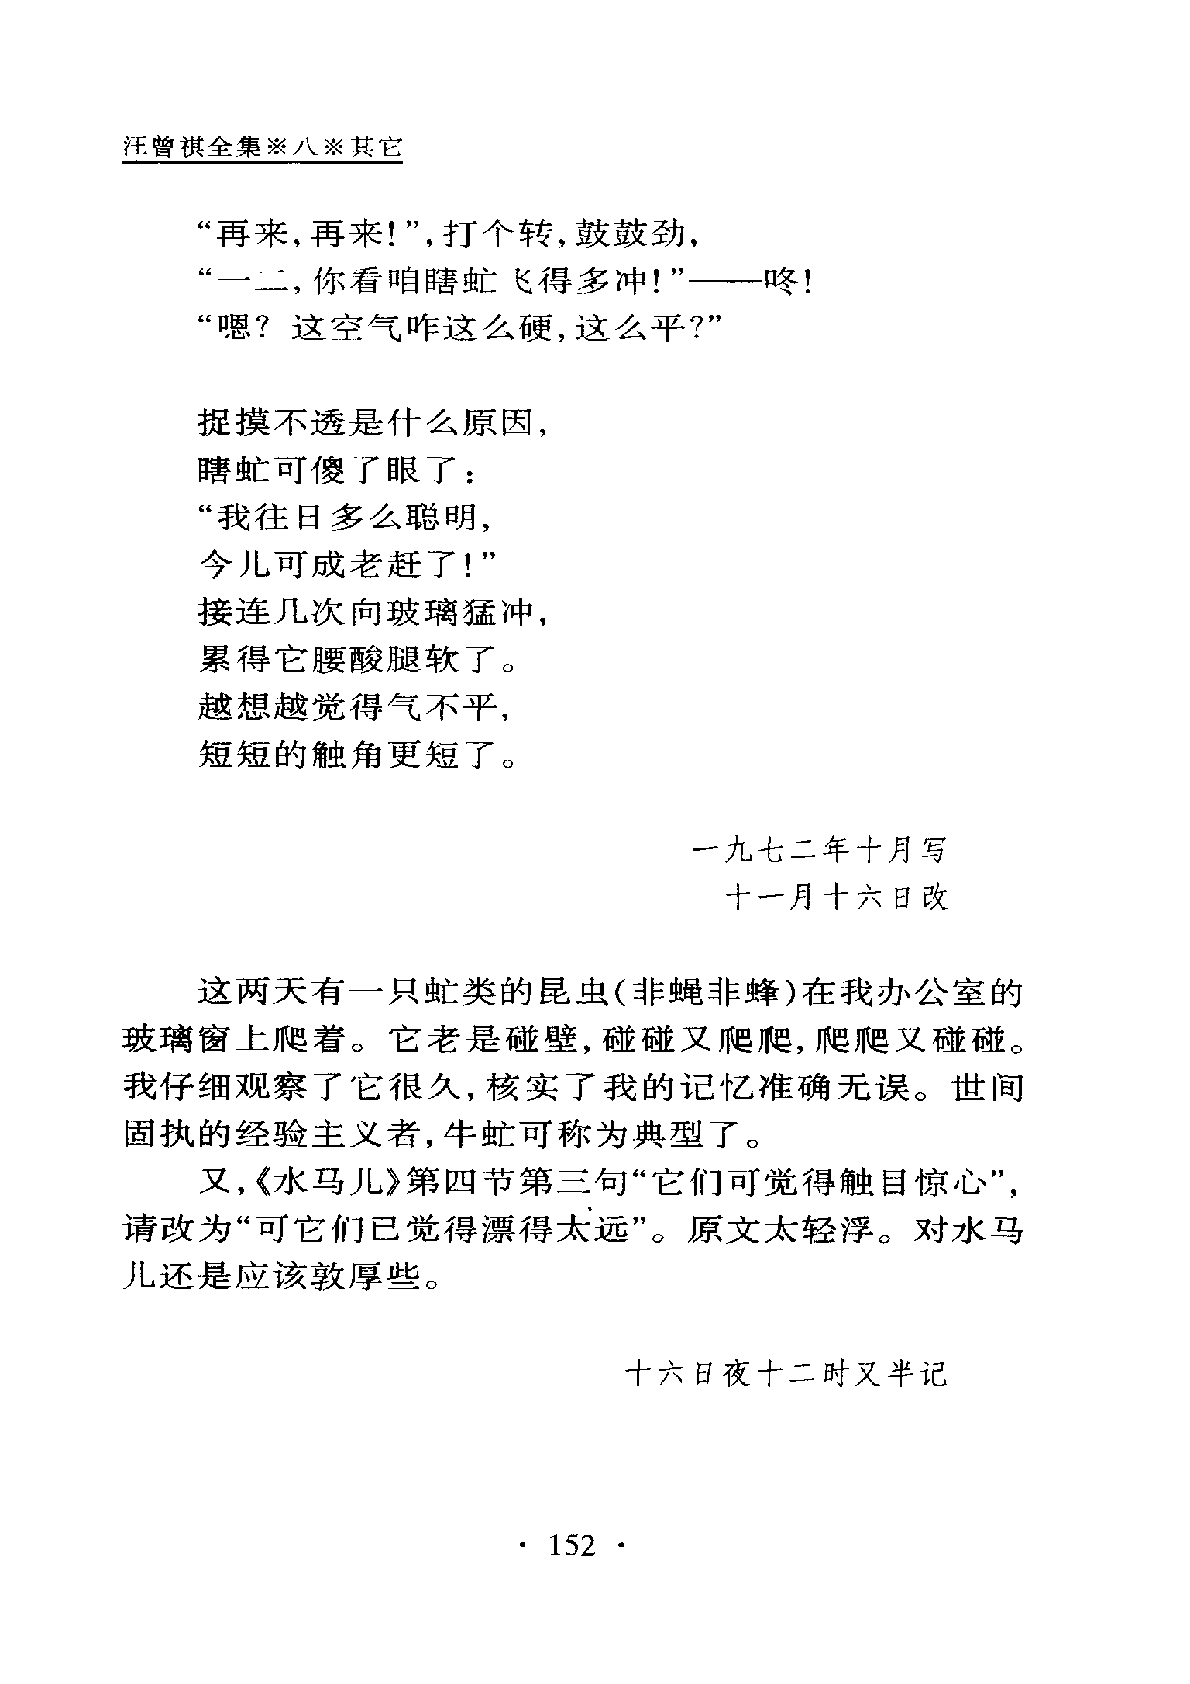 汪曾祺全集※八※其它
“再来,再来!”,打个转,鼓鼓劲,
“一二,你看咱瞎虻飞得多冲!”——咚!
“嗯? 这空气咋这么硬,这么平?”
捉摸不透是什么原因,
瞎虻可傻了眼了:
“我往日多么聪明,
今儿可成老赶了!”
接连几次向玻璃猛冲,
累得它腰酸腿软了。
越想越觉得气不平,
短短的触角更短了。
一九七二年十月写
十一月十六日改
这两天有一只虻类的昆虫(非蝇非蜂)在我办公室的
玻璃窗上爬着。它老是碰壁,碰碰又爬爬,爬爬又碰碰。
我仔细观察了它很久,核实了我的记忆准确无误。世间
固执的经验主义者,牛虻可称为典型了。
又,《水马儿》第四节第三句“它们可觉得触目惊心”,
请改为“可它们已觉得漂得太远”。原文太轻浮。对水马
儿还是应该敦厚些。
十六日夜十二时又半记
· 152 ·